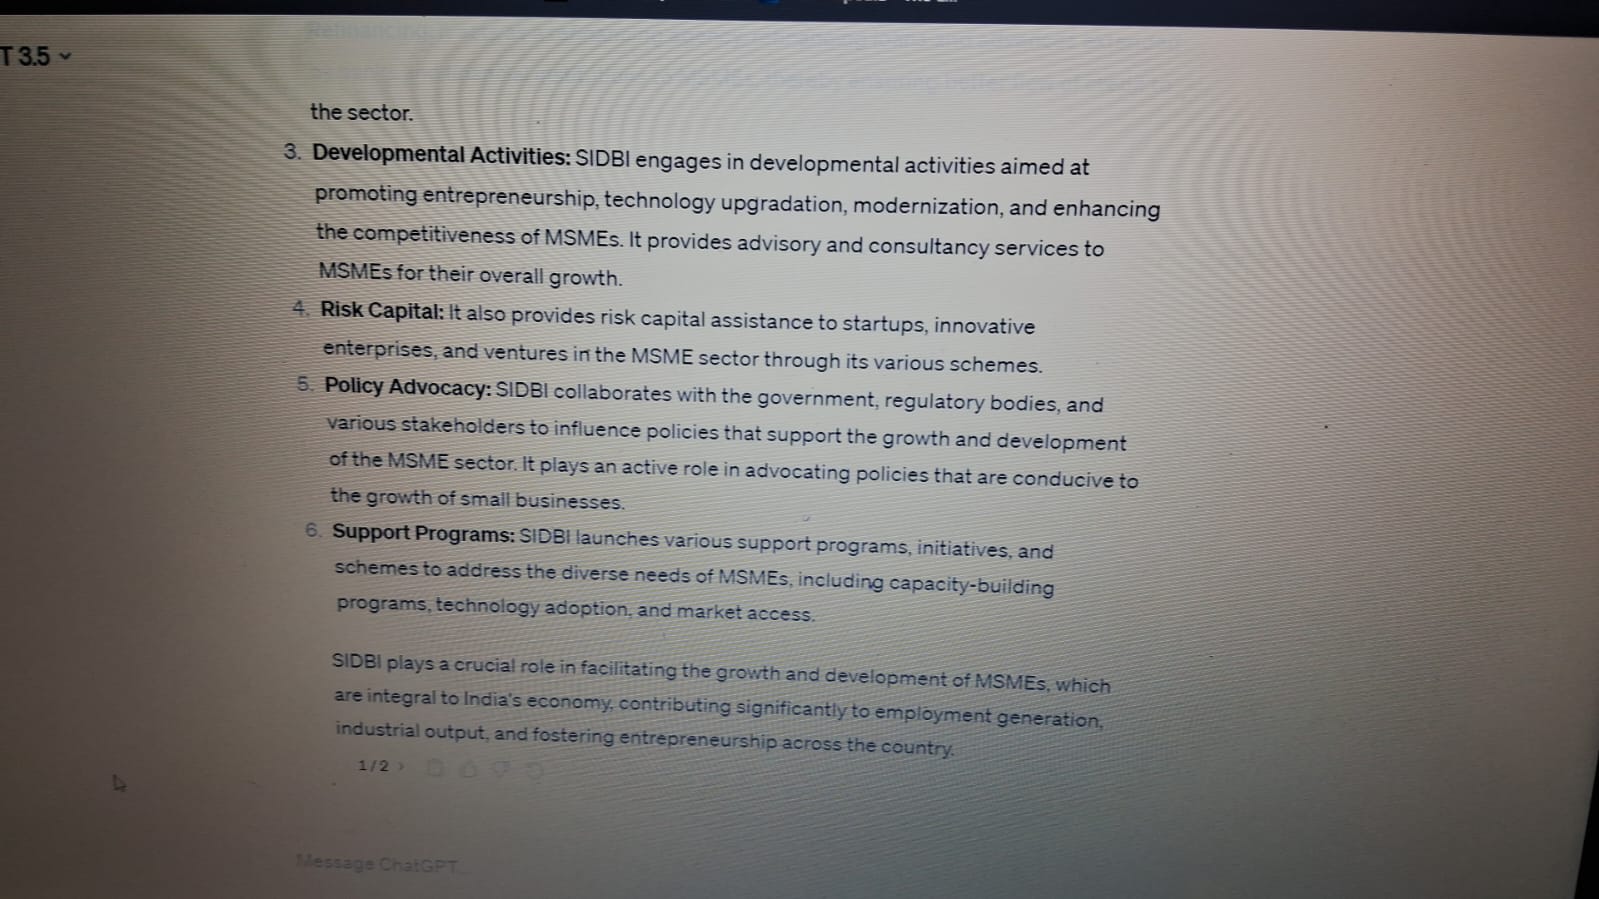 T 3.5
Refinancing
the sector.
3. Developmental Activities: SIDBI engages in developmental activities aimed at
promoting entrepreneurship, technology upgradation, modernization, and enhancing
the competitiveness of MSMEs. It provides advisory and consultancy services to
MSMEs for their overall growth.
4. Risk Capital: It also provides risk capital assistance to startups, innovative
enterprises, and ventures in the MSME sector through its various schemes.
5. Policy Advocacy: SIDBI collaborates with the government, regulatory bodies, and
various stakeholders to influence policies that support the growth and development
of the MSME sector. It plays an active role in advocating policies that are conducive to
the growth of small businesses.
6. Support Programs: SIDBI launches various support programs, initiatives, and
schemes to address the diverse needs of MSMEs, including capacity-building
programs, technology adoption, and market access.
SIDBI plays a crucial role in facilitating the growth and development of MSMEs, which
are integral to India's economy, contributing significantly to employment generation,
industrial output, and fostering entrepreneurship across the country.
1/2
Message ChatGPT...